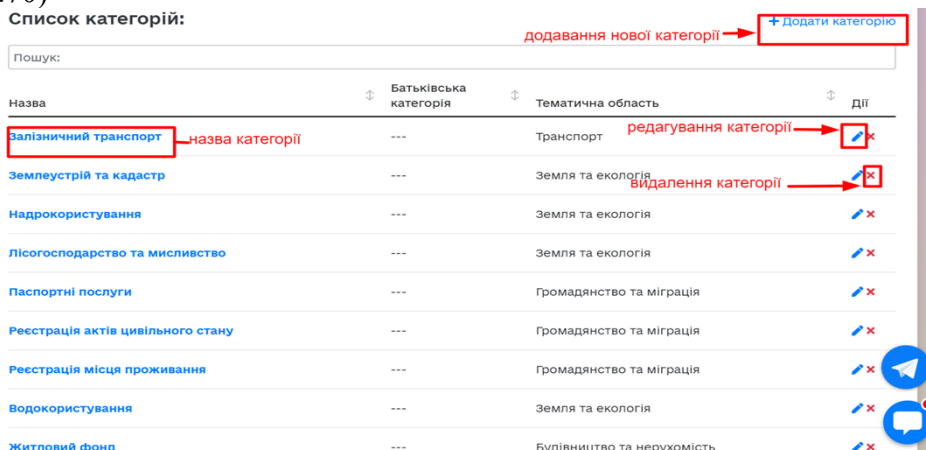 .70)
Список категорій:
+ Додати категорію
додавання нової категорії
Пошук:
Назва
Батьківська
категорія
Тематична область
Дії
Залізничний транспорт
назва категорії
---
Транспорт
редагування категорії
Землеустрій та кадастр
---
Земля та екологія
видалення категорії
Надрокористування
---
Земля та екологія
Лісогосподарство та мисливство
---
Земля та екологія
Паспортні послуги
---
Громадянство та міграція
Реєстрація актів цивільного стану
---
Громадянство та міграція
Реєстрація місця проживання
---
Громадянство та міграція
Водокористування
---
Земля та екологія
Житловий фонд
---
Будівництво та нерухомість